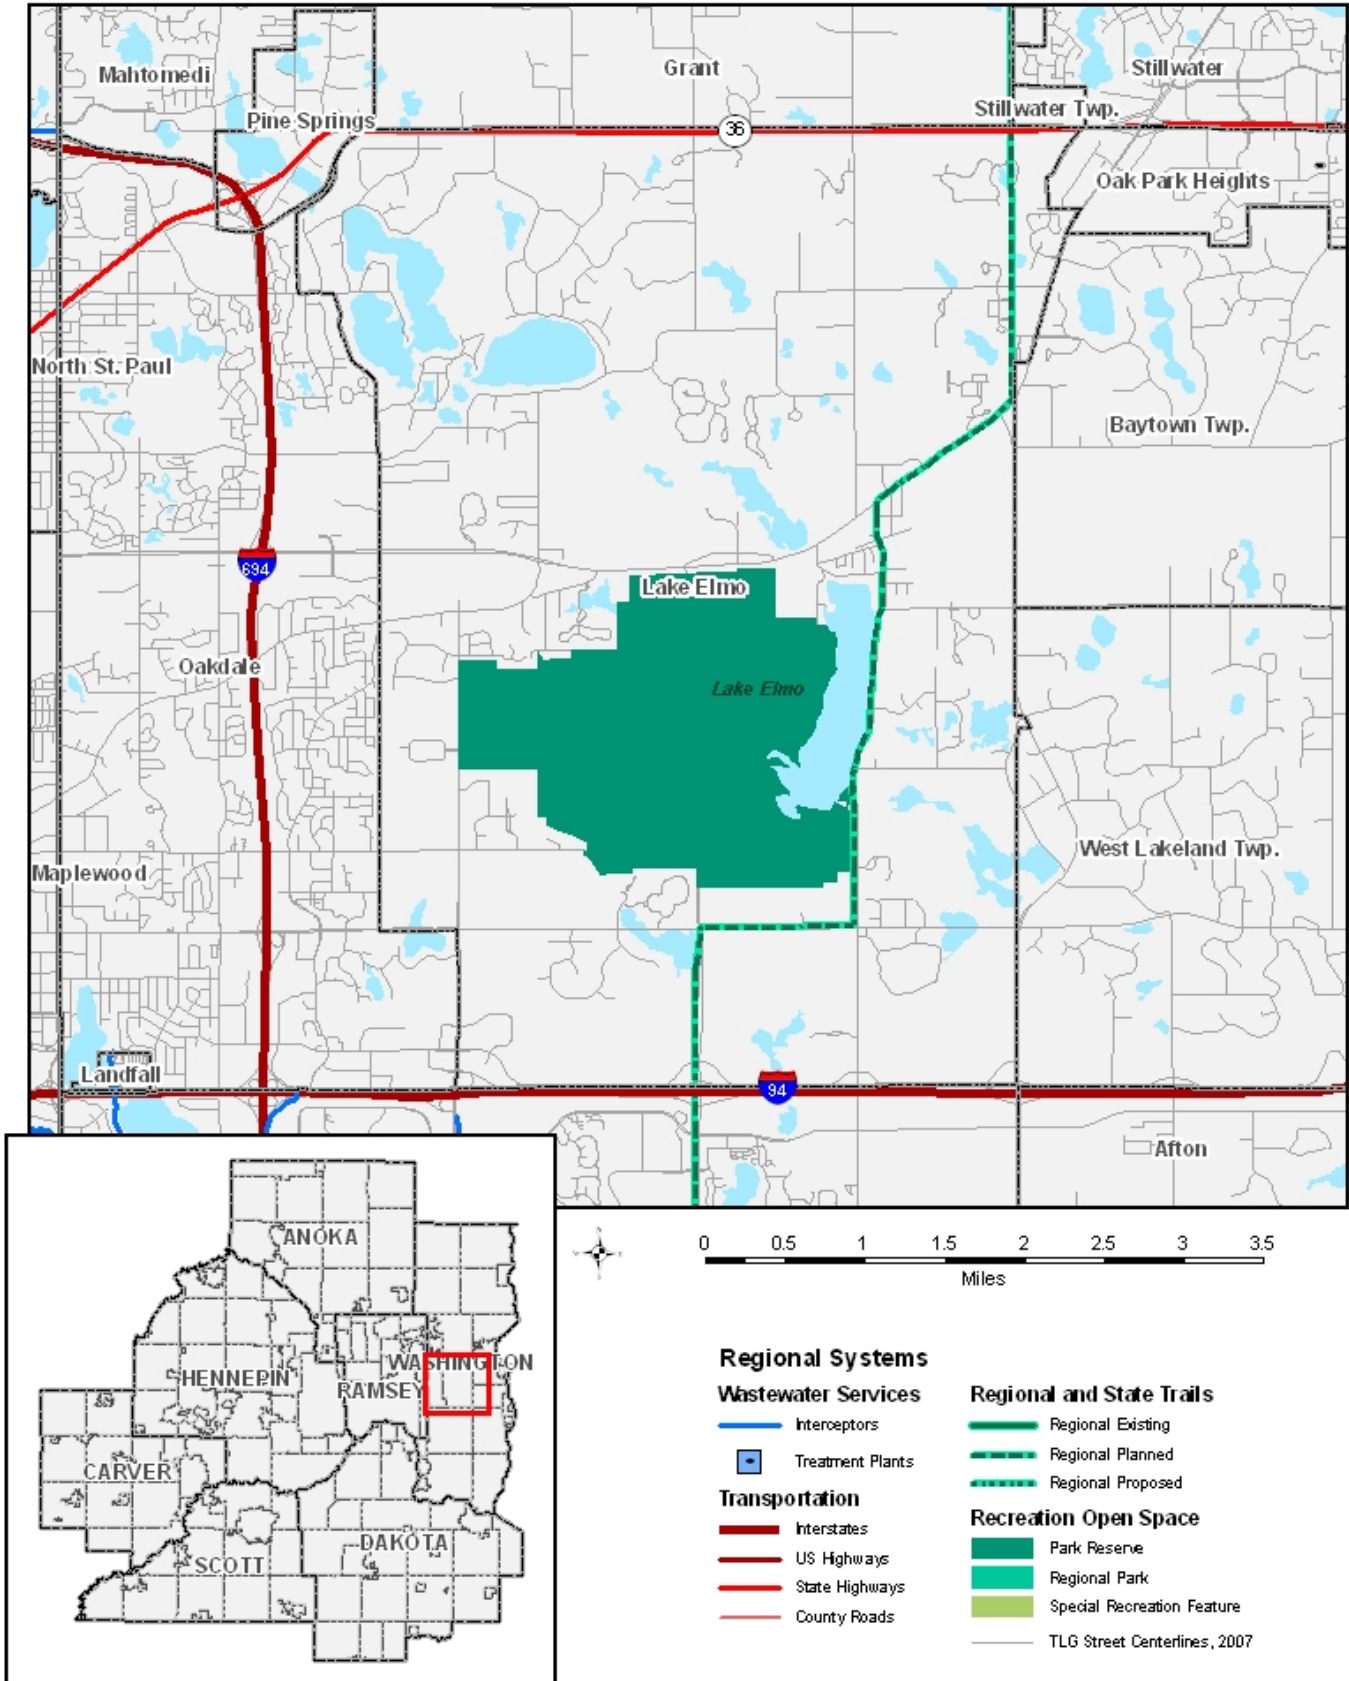 Mahtomedi
Grant
Stillwater
Pine Springs
Stillwater Twp.
36
Oak Park Heights
North St. Paul
Baytown Twp.
694
Lake Elmo
Oakdale
Lake Elmo
Maplewood
West Lakeland Twp.
Landfall
94
Afton
ANOKA
HENNEPIN
WASHINGTON
RAMSEY
CARVER
SCOTT
DAKOTA
0 0.5 1 1.5 2 2.5 3 3.5
Miles
Regional Systems
Wastewater Services
Interceptors
Treatment Plants
Transportation
Interstates
US Highways
State Highways
County Roads
Regional and State Trails
Regional Existing
Regional Planned
Regional Proposed
Recreation Open Space
Park Reserve
Regional Park
Special Recreation Feature
TLG Street Centerlines, 2007